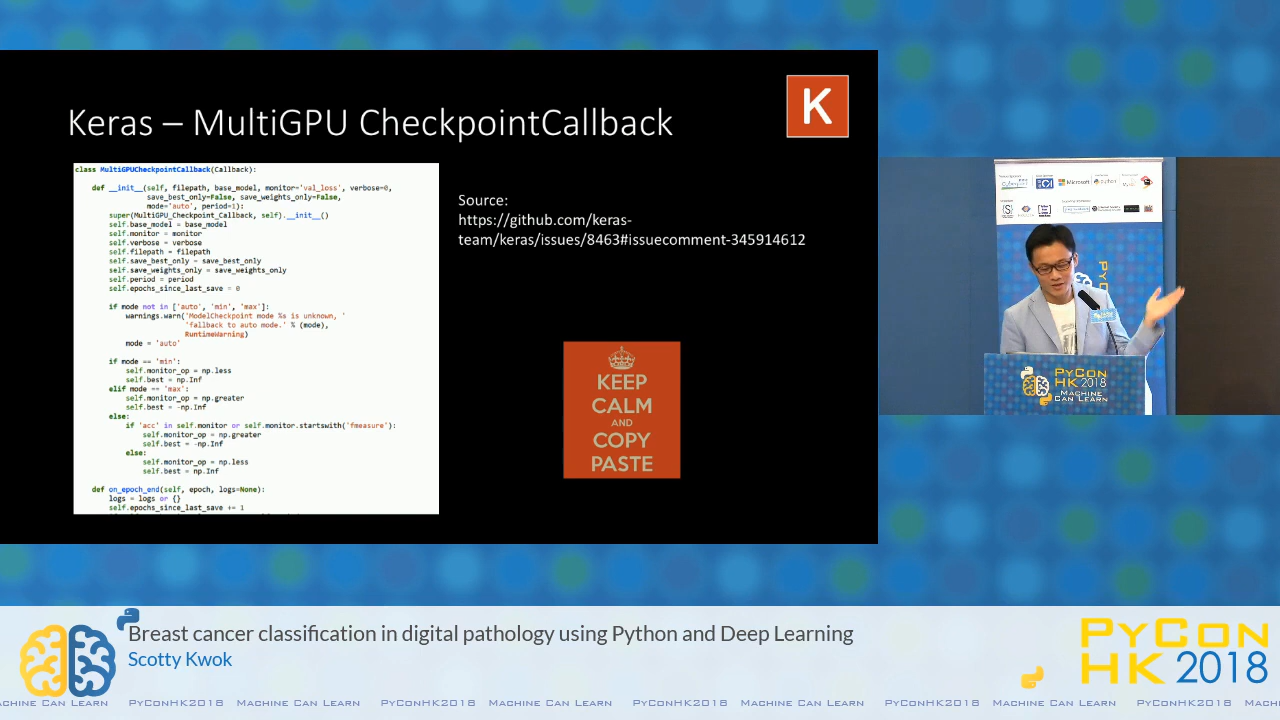 Keras – MultiGPU CheckpointCallback
K
class MultiGPUCheckpointCallback(Callback):
def __init__(self, filepath, base_model, monitor='val_loss', verbose=0,
save_best_only=False, save_weights_only=False,
mode='auto', period=1):
super(MultiGPU_Checkpoint_Callback, self).__init__()
self.base_model = base_model
self.monitor = monitor
self.verbose = verbose
self.filepath = filepath
self.save_best_only = save_best_only
self.save_weights_only = save_weights_only
self.period = period
self.epochs_since_last_save = 0
if mode not in ['auto', 'min', 'max']:
warnings.warn('ModelCheckpoint mode %s is unknown, '
'fallback to auto mode.' % (mode),
RuntimeWarning)
mode = 'auto'
if mode == 'min':
self.monitor_op = np.less
self.best = np.Inf
elif mode == 'max':
self.monitor_op = np.greater
self.best = -np.Inf
else:
if 'acc' in self.monitor or self.monitor.startswith('fmeasure'):
self.monitor_op = np.greater
self.best = -np.Inf
else:
self.monitor_op = np.less
self.best = np.Inf
def on_epoch_end(self, epoch, logs=None):
logs = logs or {}
self.epochs_since_last_save += 1
Source:
https://github.com/keras-
team/keras/issues/8463#issuecomment-345914612
KEEP
CALM
AND
COPY
PASTE
Microsoft
python
PYCON
HK 2018
MACHINE
CAN LEARN
Breast cancer classification in digital pathology using Python and Deep Learning
Scotty Kwok
PYCON
HK 2018
MACHINE CAN LEARN PYCONHK2018 MACHINE CAN LEARN PYCONHK2018 MACHINE CAN LEARN PYCONHK2018 MACHINE CAN LEARN PYCONHK2018 MACHINE CAN LEARN PYCONHK2018 MACH